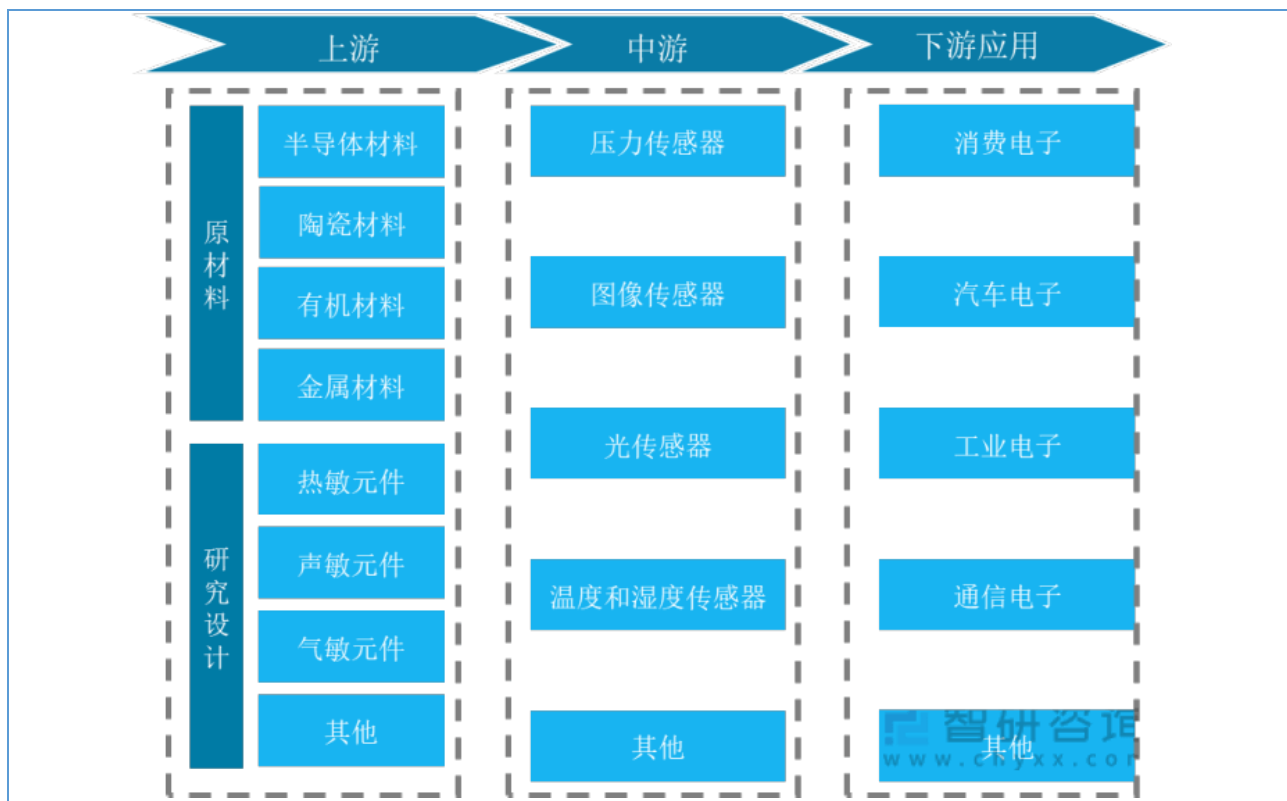 上游
中游
下游应用
原材料
半导体材料
陶瓷材料
有机材料
金属材料
研究设计
热敏元件
声敏元件
气敏元件
其他
压力传感器
图像传感器
光传感器
温度和湿度传感器
其他
消费电子
汽车电子
工业电子
通信电子
其他
智研咨询
www.chyxx.com